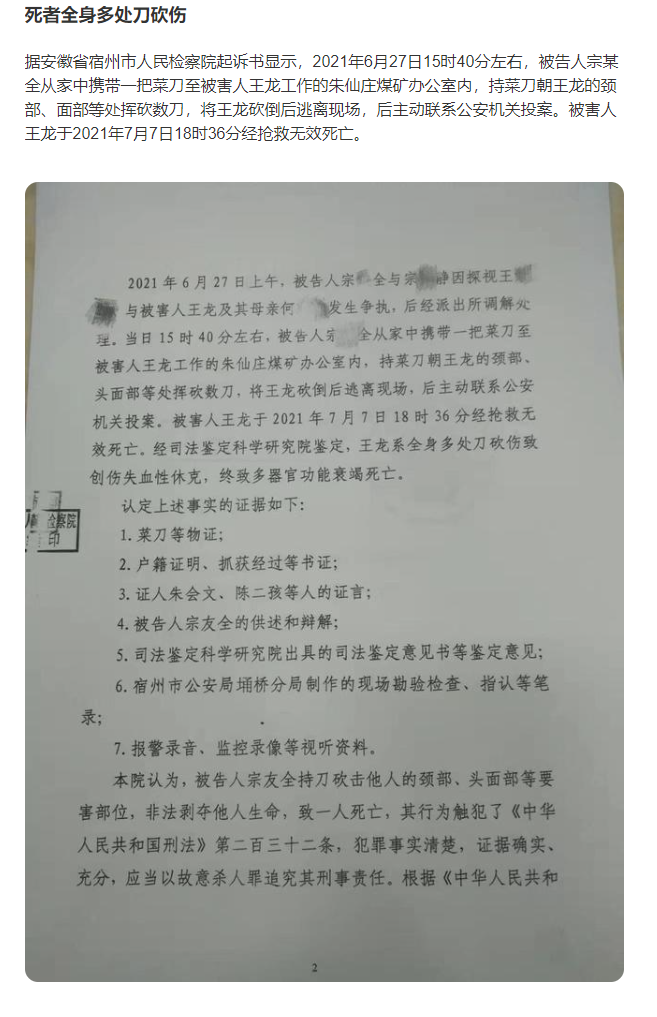 死者全身多处刀砍伤
据安徽省宿州市人民检察院起诉书显示，2021年6月27日15时40分左右，被告人宗某
全从家中携带一把菜刀至被害人王龙工作的朱仙庄煤矿办公室内，持菜刀朝王龙的颈
部、面部等处挥砍数刀，将王龙砍倒后逃离现场，后主动联系公安机关投案。被害人
王龙于2021年7月7日18时36分经抢救无效死亡。
2021年6月27日上午，被告人宗 全与宗 静因探视王
与被害人王龙及其母亲何 发生争执，后经派出所调解处
理。当日15时40分左右，被告人宗 全从家中携带一把菜刀至
被害人王龙工作的朱仙庄煤矿办公室内，持菜刀朝王龙的颈部、
头面部等处挥砍数刀，将王龙砍倒后逃离现场，后主动联系公安
机关投案。被害人王龙于2021年7月7日18时36分经抢救无
效死亡。经司法鉴定科学研究院鉴定，王龙系全身多处刀砍伤致
创伤失血性休克，终致多器官功能衰竭死亡。
认定上述事实的证据如下：
1.菜刀等物证；
2.户籍证明、抓获经过等书证；
3.证人朱会文、陈二孩等人的证言；
4.被告人宗友全的供述和辩解；
5.司法鉴定科学研究院出具的司法鉴定意见书等鉴定意见；
6.宿州市公安局埇桥分局制作的现场勘验检查、指认等笔
录；
7.报警录音、监控录像等视听资料。
检察院
印
本院认为，被告人宗友全持刀砍击他人的颈部、头面部等要
害部位，非法剥夺他人生命，致一人死亡，其行为触犯了《中华
人民共和国刑法》第二百三十二条，犯罪事实清楚，证据确实、
充分，应当以故意杀人罪追究其刑事责任。根据《中华人民共和
2